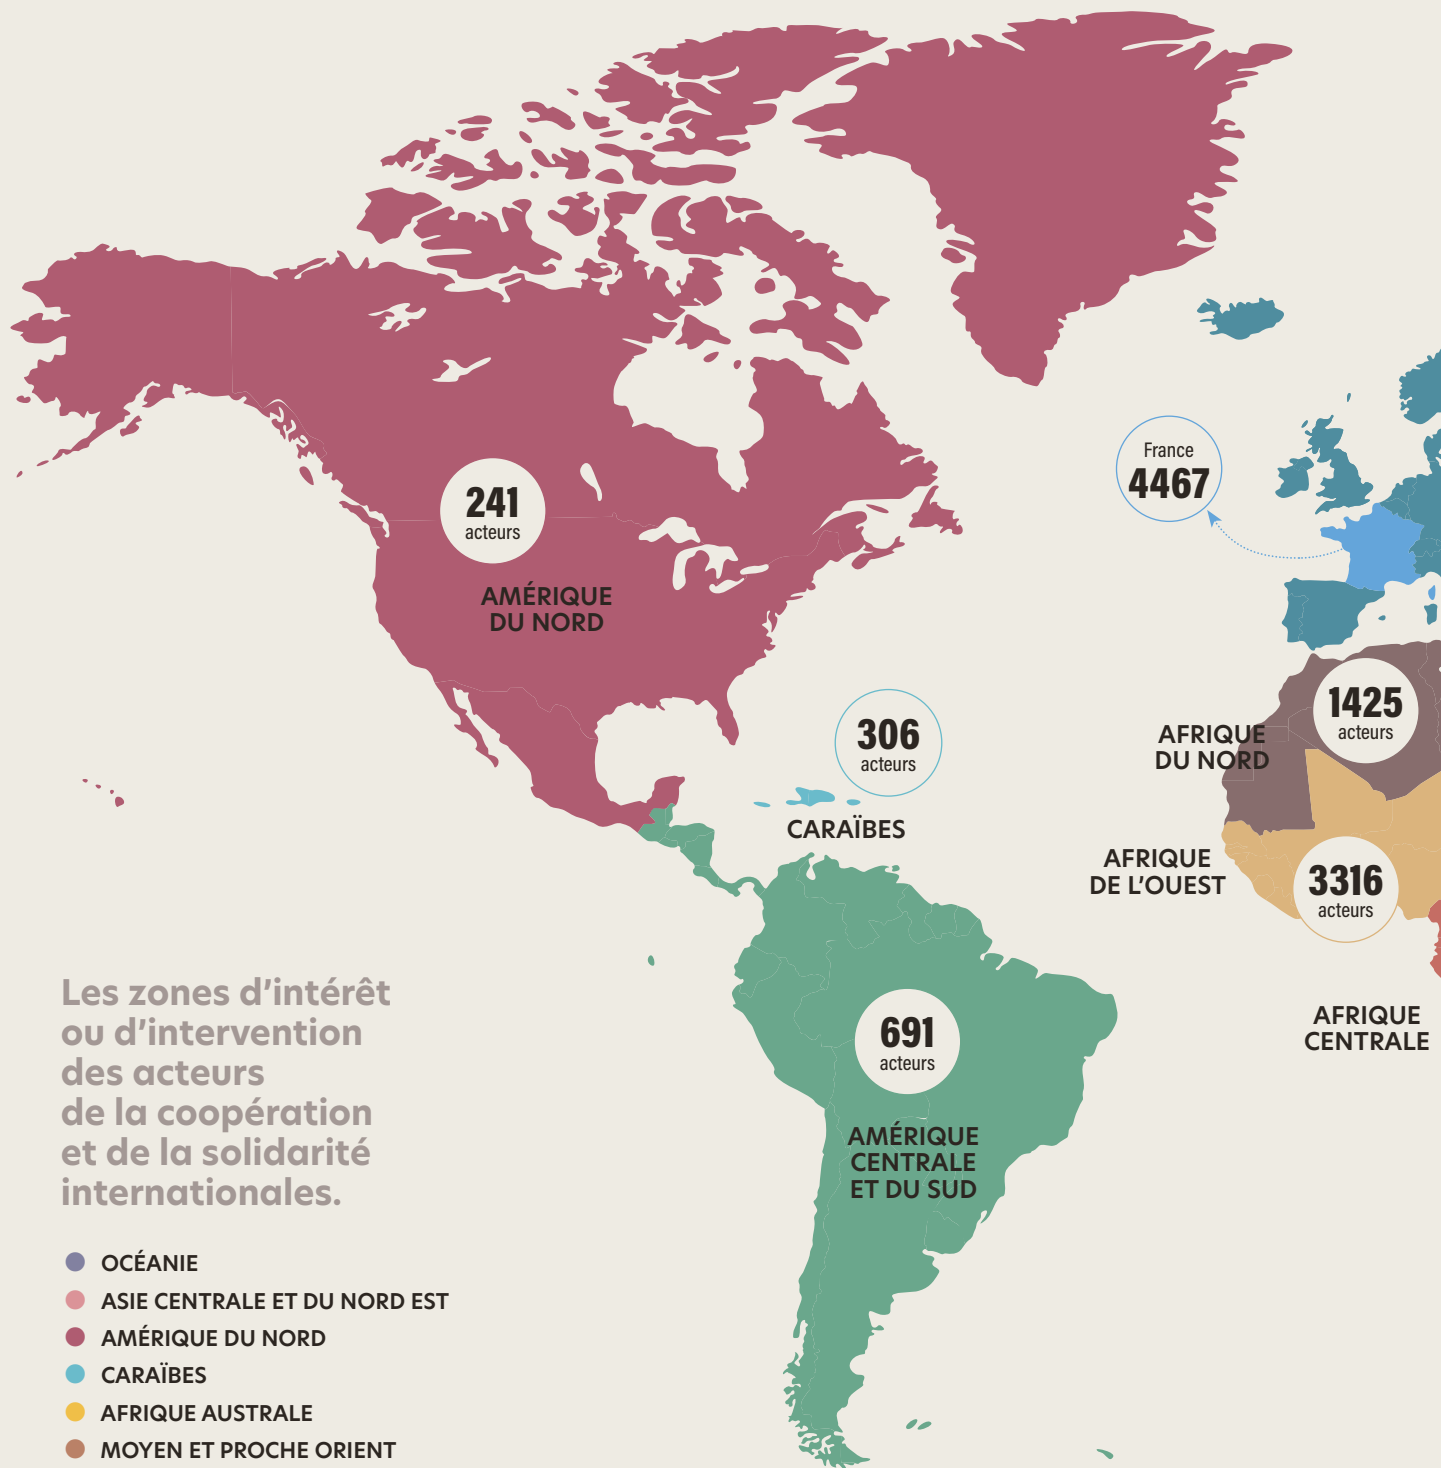 France
4467
241
acteurs
AMÉRIQUE
DU NORD
306
acteurs
CARAÏBES
1425
acteurs
AFRIQUE
DU NORD
AFRIQUE
DE L’OUEST
3316
acteurs
AFRIQUE
CENTRALE
691
acteurs
AMÉRIQUE
CENTRALE
ET DU SUD
Les zones d’intérêt
ou d’intervention
des acteurs
de la coopération
et de la solidarité
internationales.
OCÉANIE
ASIE CENTRALE ET DU NORD EST
AMÉRIQUE DU NORD
CARAÏBES
AFRIQUE AUSTRALE
MOYEN ET PROCHE ORIENT